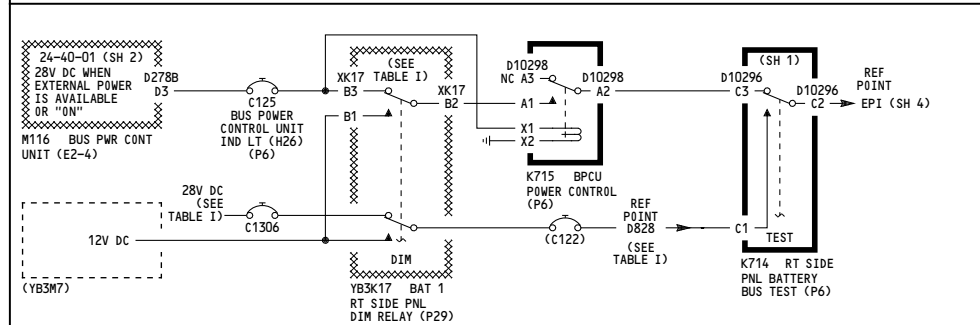 24-40-01 (SH 2)
28V DC WHEN
EXTERNAL POWER
IS AVAILABLE
OR "ON"
D278B
D3
M116 BUS PWR CONT
UNIT (E2-4)
C125
BUS POWER
CONTROL UNIT
IND LT (H26)
(P6)
(SEE
TABLE I)
XK17
B3
XK17
B2
B1
D10298
NC A3
D10298
A2
A1
X1
X2
K715 BPCU
POWER CONTROL
(P6)
(SH 1)
D10296
C3
D10296
C2
REF
POINT
EPI (SH 4)
28V DC
(SEE
TABLE I)
C1306
12V DC
(YB3M7)
DIM
YB3K17 BAT 1
RT SIDE PNL
DIM RELAY (P29)
(C122)
REF
POINT
D828
(SEE
TABLE I)
C1
TEST
K714 RT SIDE
PNL BATTERY
BUS TEST (P6)